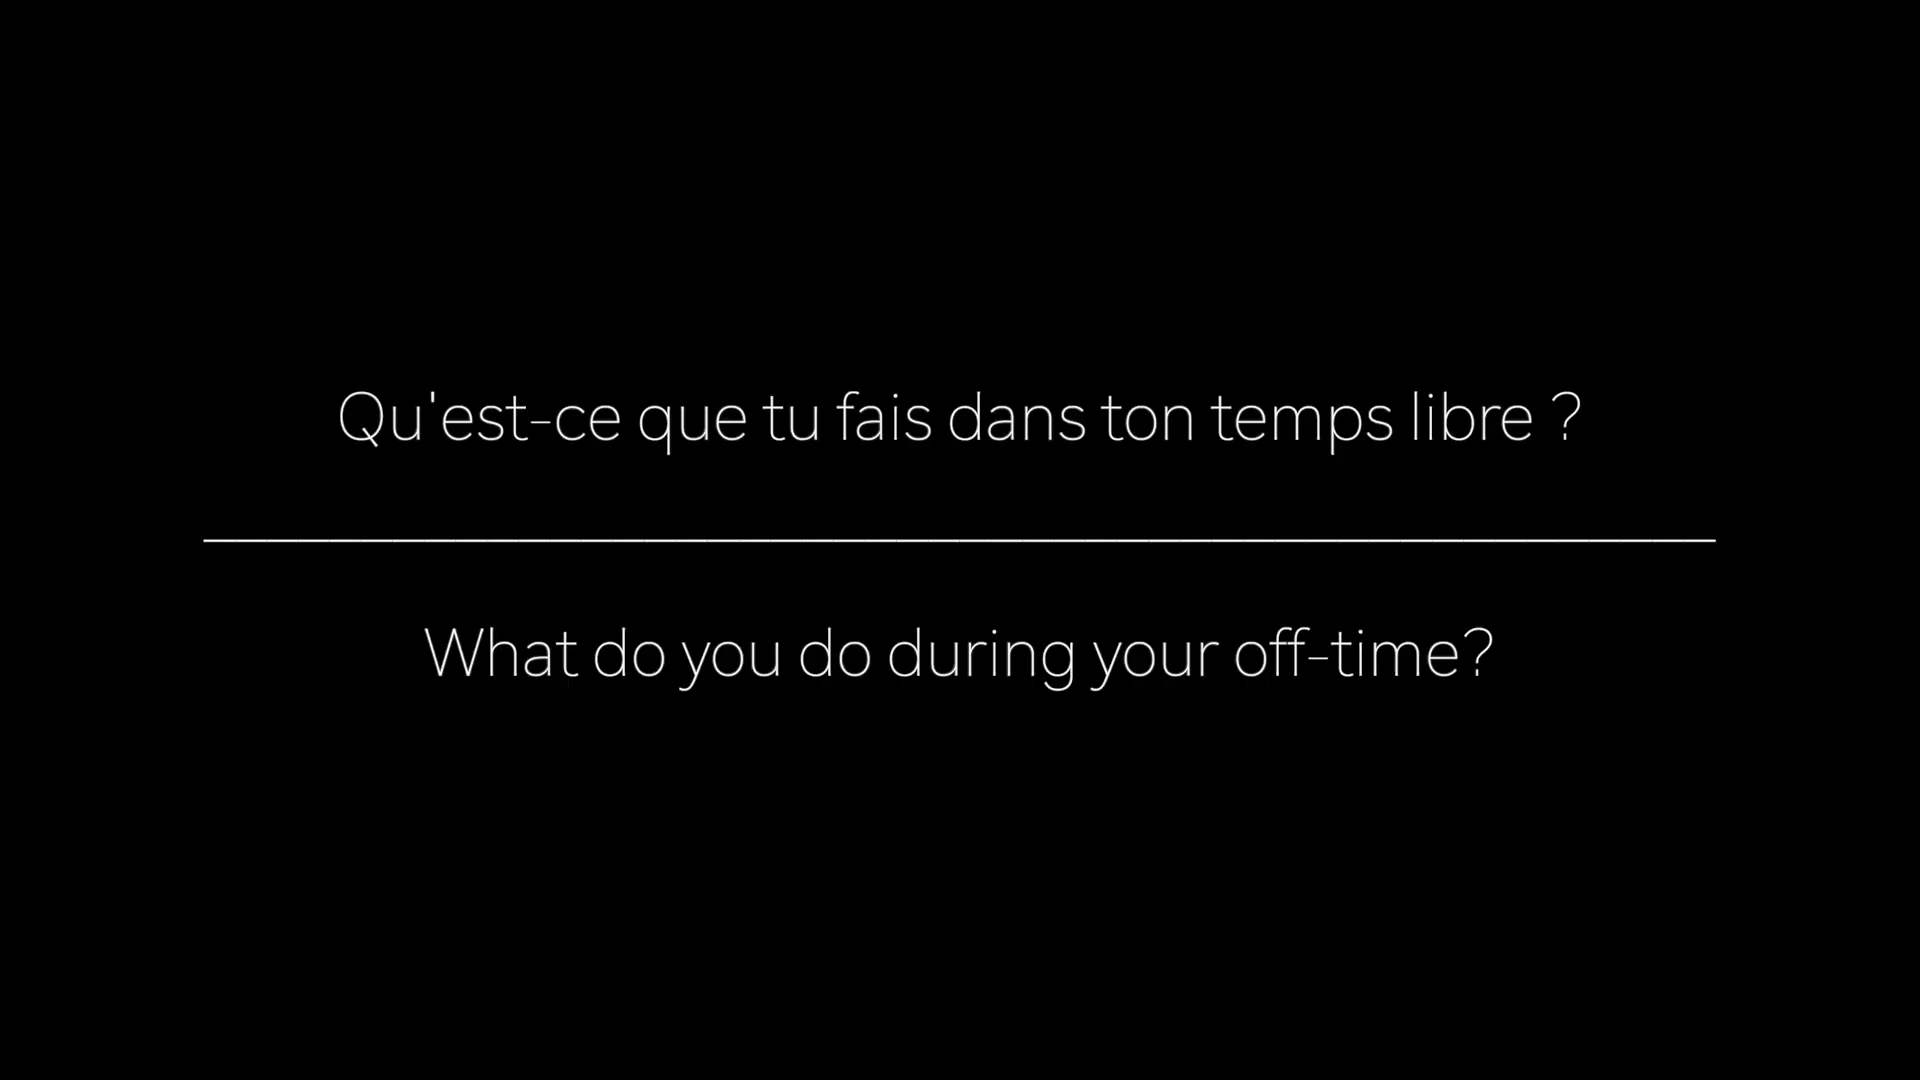 Qu'est-ce que tu fais dans ton temps libre ?
What do you do during your off-time?